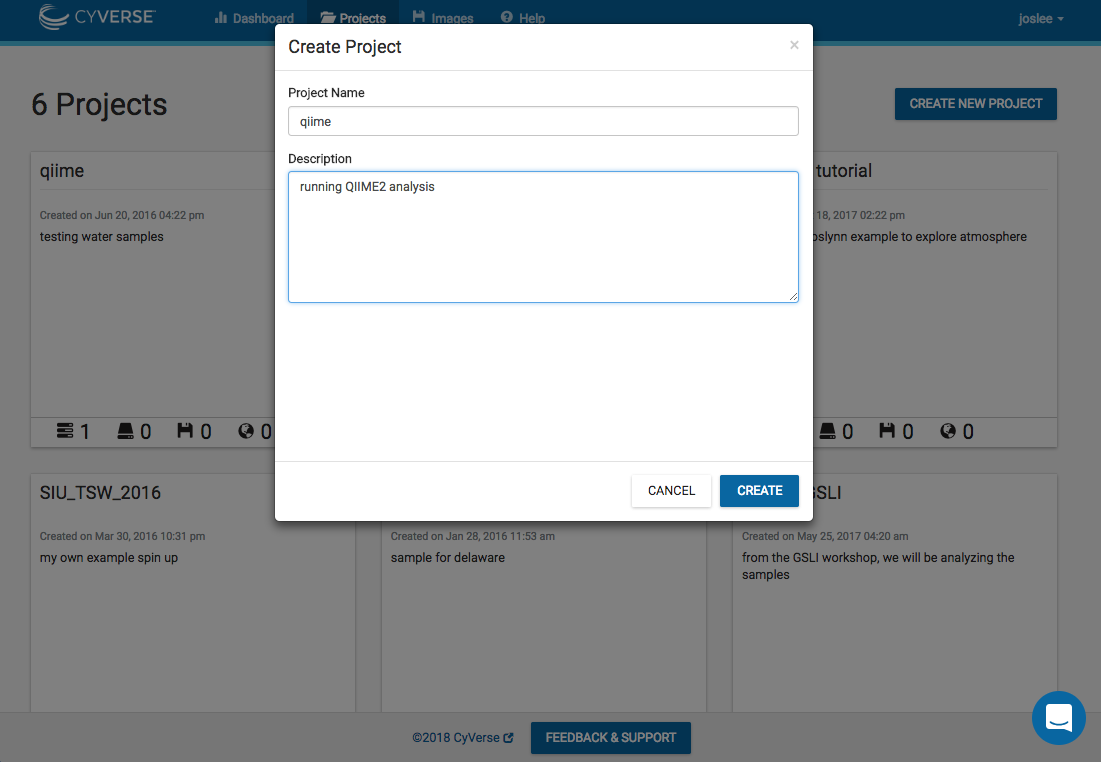 CYVERSE
Dashboard
Projects
Images
Help
joslee
Create Project
×
Project Name
qiime
Description
running QIIME2 analysis
CANCEL
CREATE
6 Projects
CREATE NEW PROJECT
qiime
Created on Jun 20, 2016 04:22 pm
testing water samples
1 0 0 0
tutorial
18, 2017 02:22 pm
oslynn example to explore atmosphere
0 0 0
SIU_TSW_2016
Created on Mar 30, 2016 10:31 pm
my own example spin up
Created on Jan 28, 2016 11:53 am
sample for delaware
GSLI
Created on May 25, 2017 04:20 am
from the GSLI workshop, we will be analyzing the
samples
©2018 CyVerse
FEEDBACK & SUPPORT